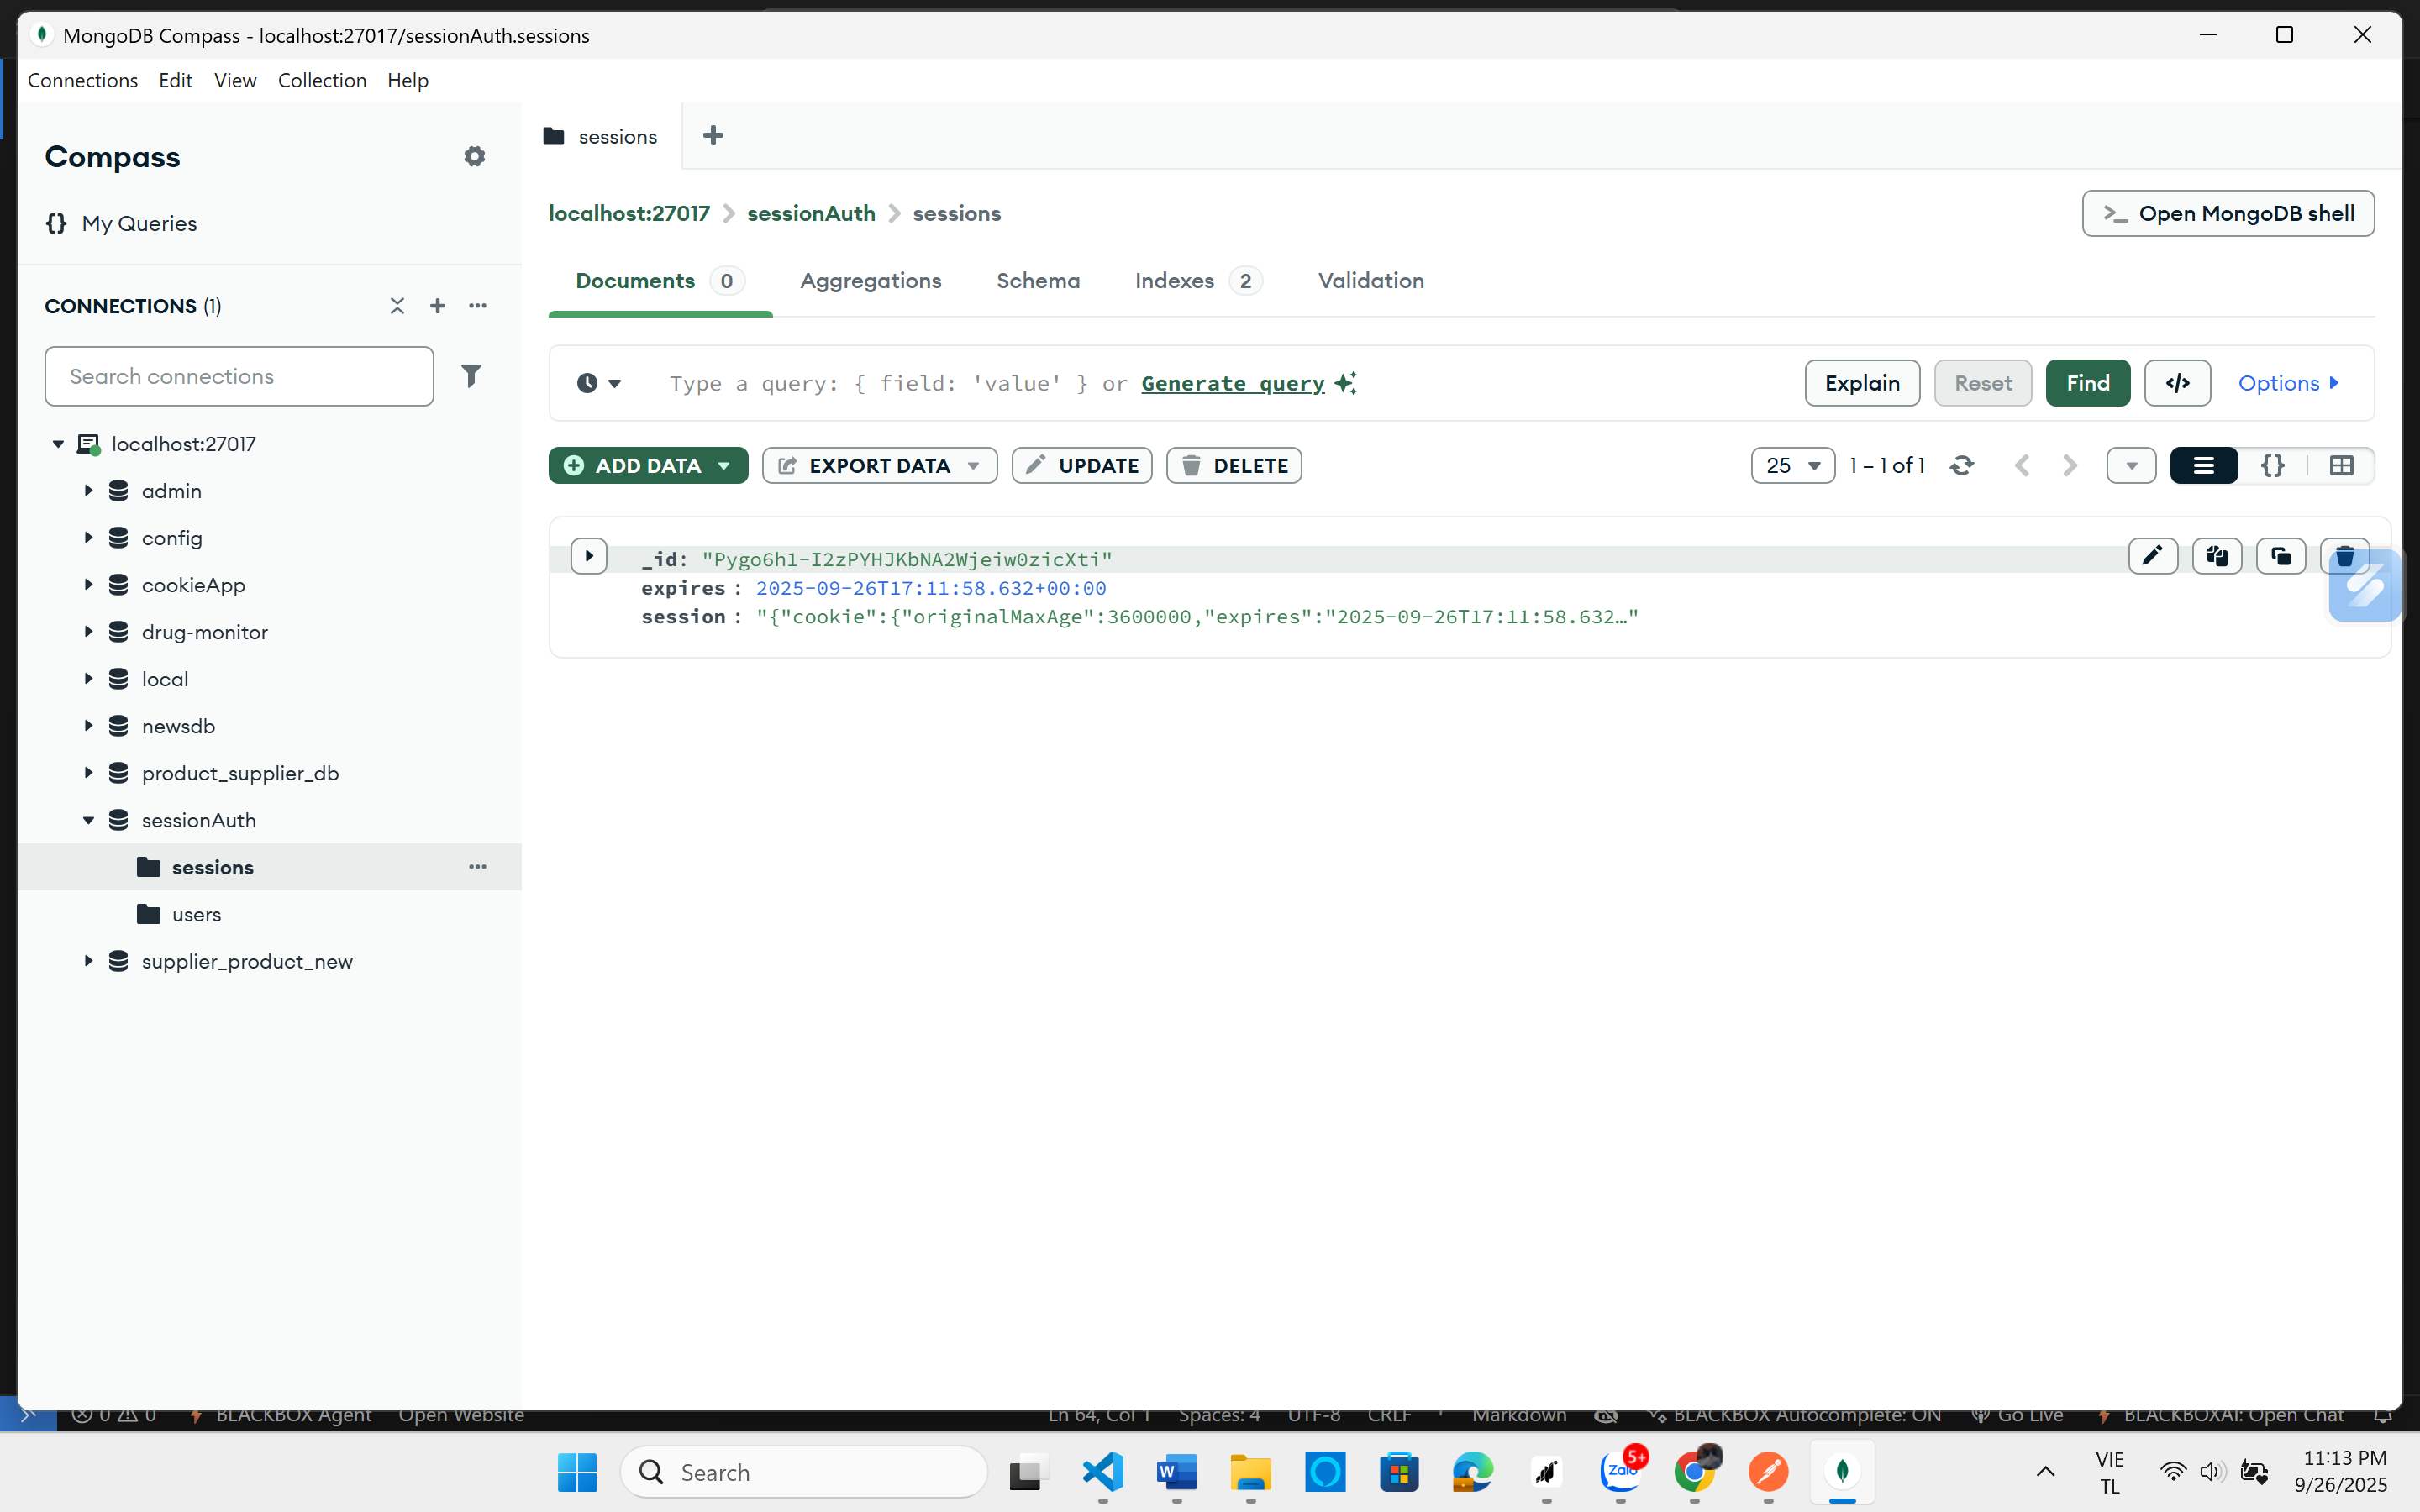 MongoDB Compass - localhost:27017/sessionAuth.sessions
Connections Edit View Collection Help
Compass
{} My Queries
CONNECTIONS (1)
Search connections
localhost:27017
admin
config
cookieApp
drug-monitor
local
newsdb
product_supplier_db
sessionAuth
sessions
users
supplier_product_new
sessions
localhost:27017 > sessionAuth > sessions
>_ Open MongoDB shell
Documents 0 Aggregations Schema Indexes 2 Validation
Type a query: { field: 'value' } or Generate query
Explain Reset Find </> Options
ADD DATA EXPORT DATA UPDATE DELETE
25 1 – 1 of 1 {}
_id: "Pygo6h1-I2zPYHJKbNA2Wjeiw0zicXti"
expires : 2025-09-26T17:11:58.632+00:00
session : "{"cookie":{"originalMaxAge":3600000,"expires":"2025-09-26T17:11:58.632…"
0 0 BLACKBOX Agent Open Website Ln 64, Col 1 Spaces: 4 UTF-8 CRLF Markdown BLACKBOX Autocomplete: ON Go Live BLACKBOXAI: Open Chat
Search
W
Zalo
5+
VIE
TL
11:13 PM
9/26/2025